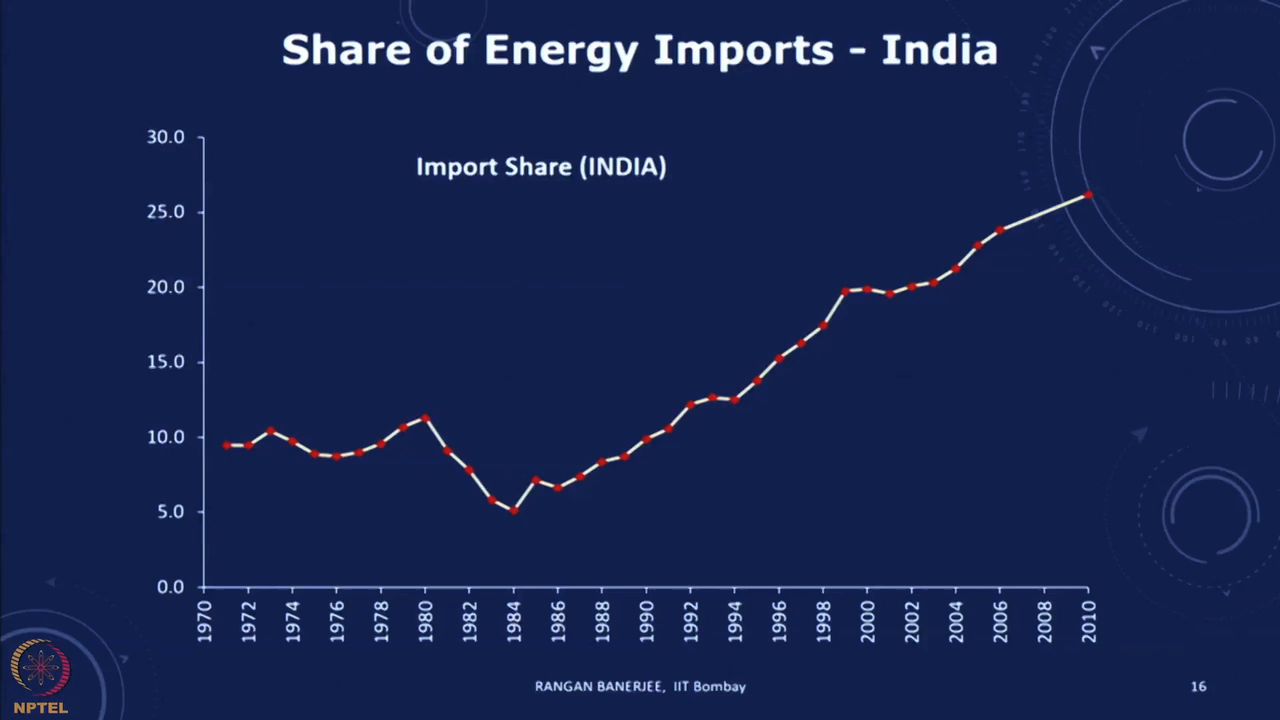 Share of Energy Imports - India
Import Share (INDIA)
30.0
25.0
20.0
15.0
10.0
5.0
0.0
1970 1972 1974 1976 1978 1980 1982 1984 1986 1988 1990 1992 1994 1996 1998 2000 2002 2004 2006 2008 2010
RANGAN BANERJEE, IIT Bombay
16
NPTEL